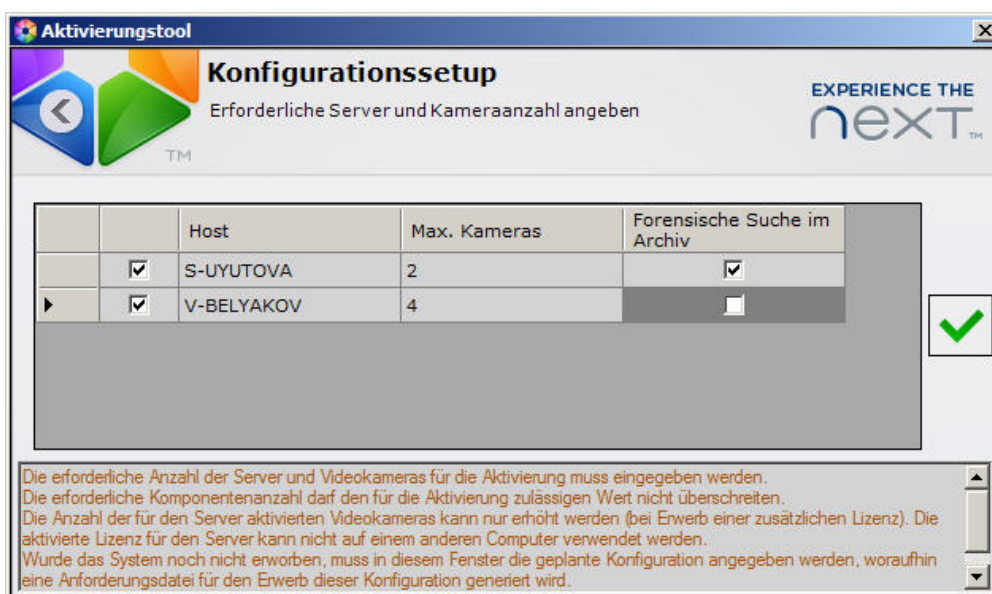 Aktivierungstool
Konfigurationssetup
Erforderliche Server und Kameraanzahl angeben
EXPERIENCE THE
next™
TM
Host Max. Kameras Forensische Suche im
Archiv
S-UYUTOVA 2
V-BELYAKOV 4
Die erforderliche Anzahl der Server und Videokameras für die Aktivierung muss eingegeben werden.
Die erforderliche Komponentenanzahl darf den für die Aktivierung zulässigen Wert nicht überschreiten.
Die Anzahl der für den Server aktivierten Videokameras kann nur erhöht werden (bei Erwerb einer zusätzlichen Lizenz). Die
aktivierte Lizenz für den Server kann nicht auf einem anderen Computer verwendet werden.
Wurde das System noch nicht erworben, muss in diesem Fenster die geplante Konfiguration angegeben werden, woraufhin
eine Anforderungsdatei für den Erwerb dieser Konfiguration generiert wird.